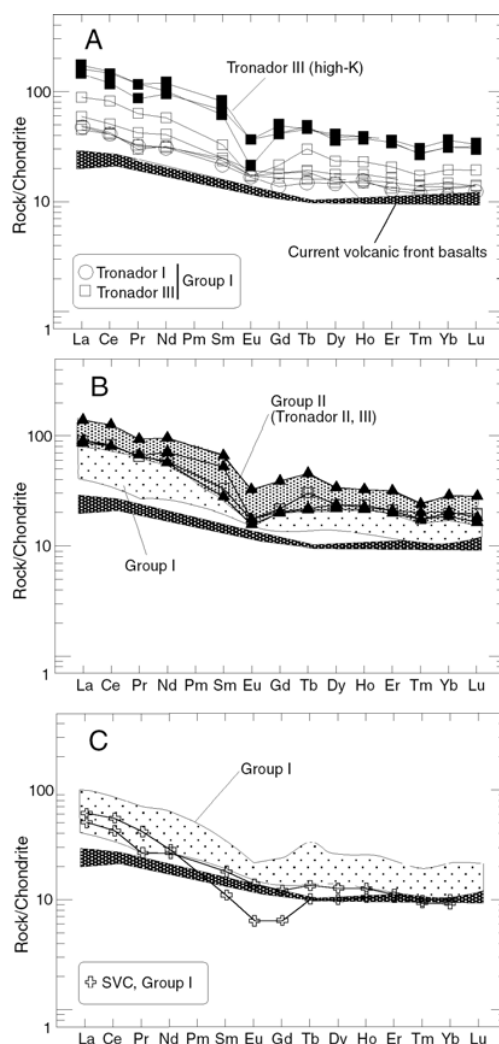 A
Tronador III (high-K)
100
Rock/Chondrite
10
Current volcanic front basalts
Tronador I
Group I
Tronador III
1
La Ce Pr Nd Pm Sm Eu Gd Tb Dy Ho Er Tm Yb Lu
B
Group II
(Tronador II, III)
100
Rock/Chondrite
Group I
10
1
La Ce Pr Nd Pm Sm Eu Gd Tb Dy Ho Er Tm Yb Lu
C
Group I
100
Rock/Chondrite
10
SVC, Group I
1
La Ce Pr Nd Pm Sm Eu Gd Tb Dy Ho Er Tm Yb Lu